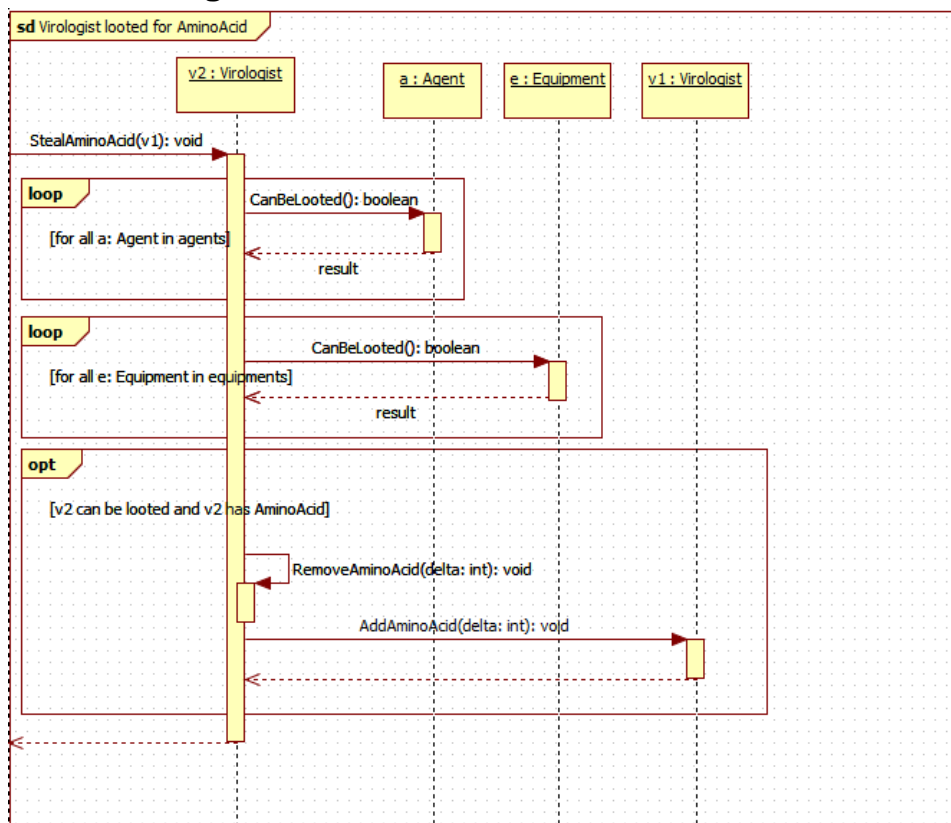 sd Virologist looted for AminoAcid
v2 : Virologist
a : Agent
e : Equipment
v1 : Virologist
StealAminoAcid(v1): void
loop
CanBeLooted(): boolean
[for all a: Agent in agents]
result
loop
CanBeLooted(): boolean
[for all e: Equipment in equipments]
result
opt
[v2 can be looted and v2 has AminoAcid]
RemoveAminoAcid(delta: int): void
AddAminoAcid(delta: int): void